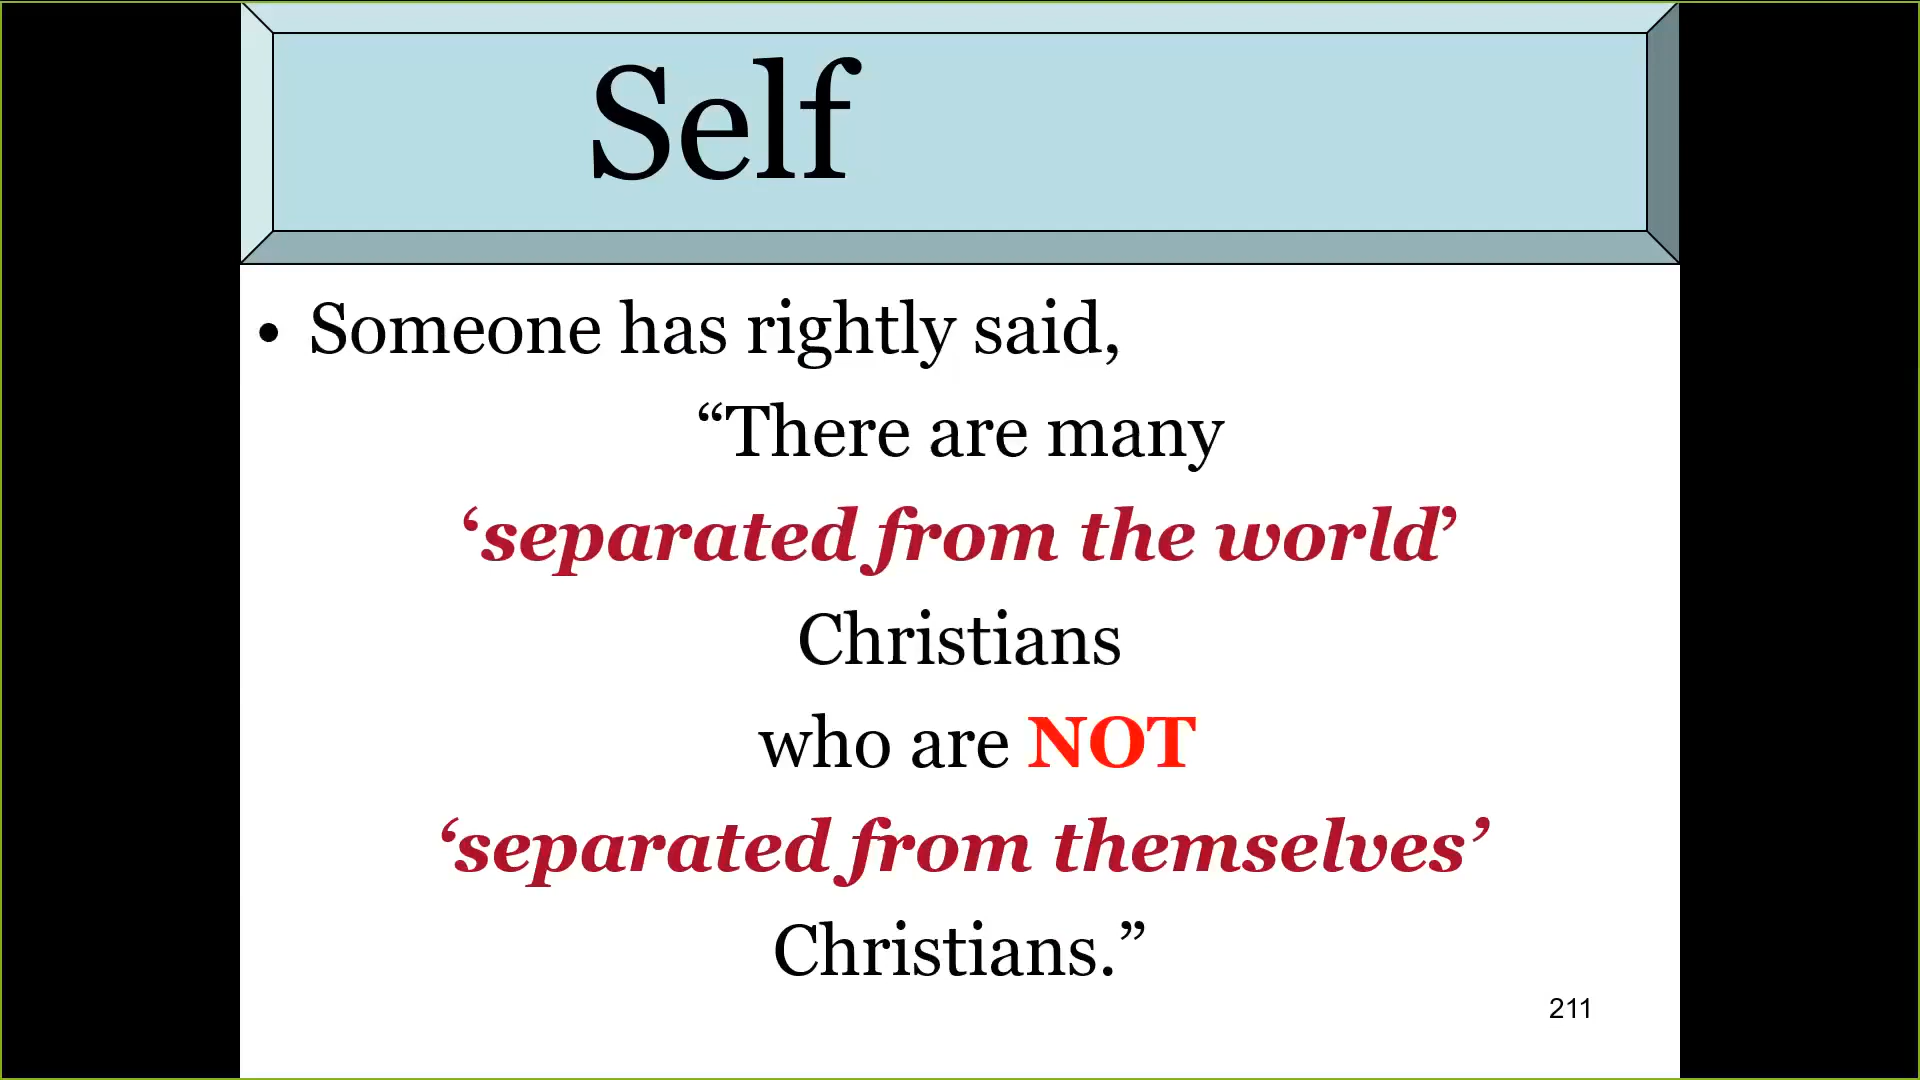 Self
• Someone has rightly said,
“There are many
‘separated from the world’
Christians
who are NOT
‘separated from themselves’
Christians.”
211